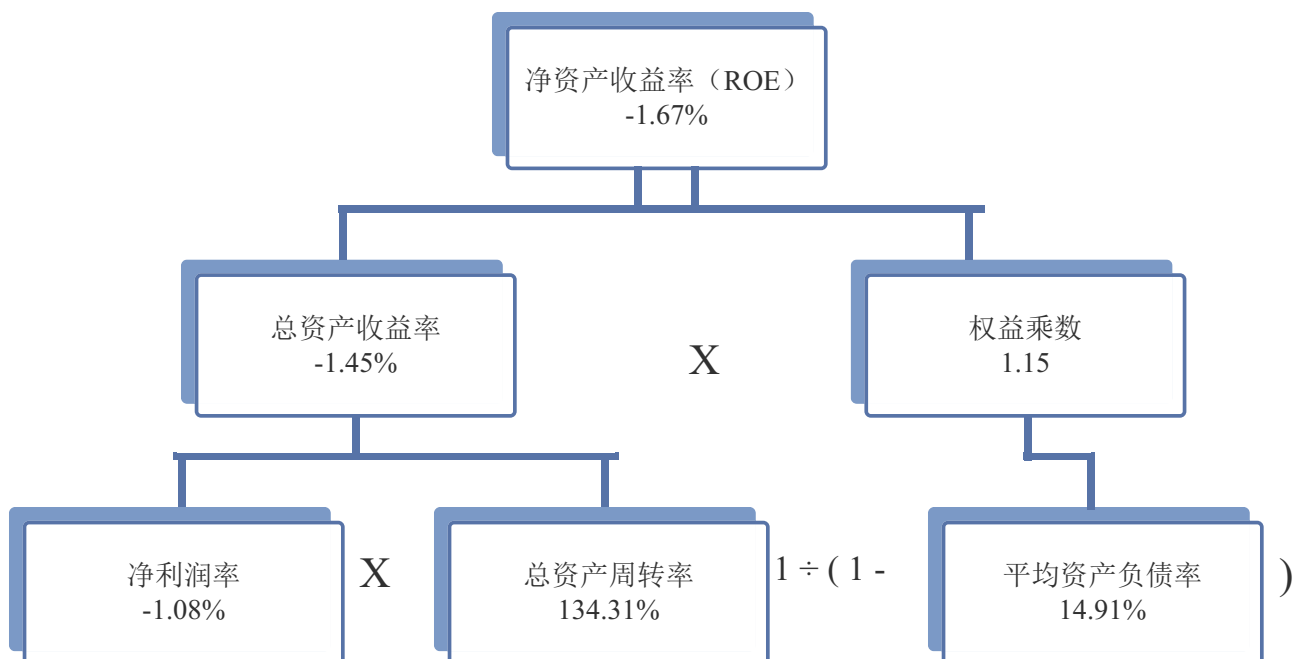 净资产收益率（ROE）
-1.67%
总资产收益率
-1.45%
X
权益乘数
1.15
净利润率
-1.08%
X
总资产周转率
134.31%
1 ÷ ( 1 -
平均资产负债率
14.91%
)